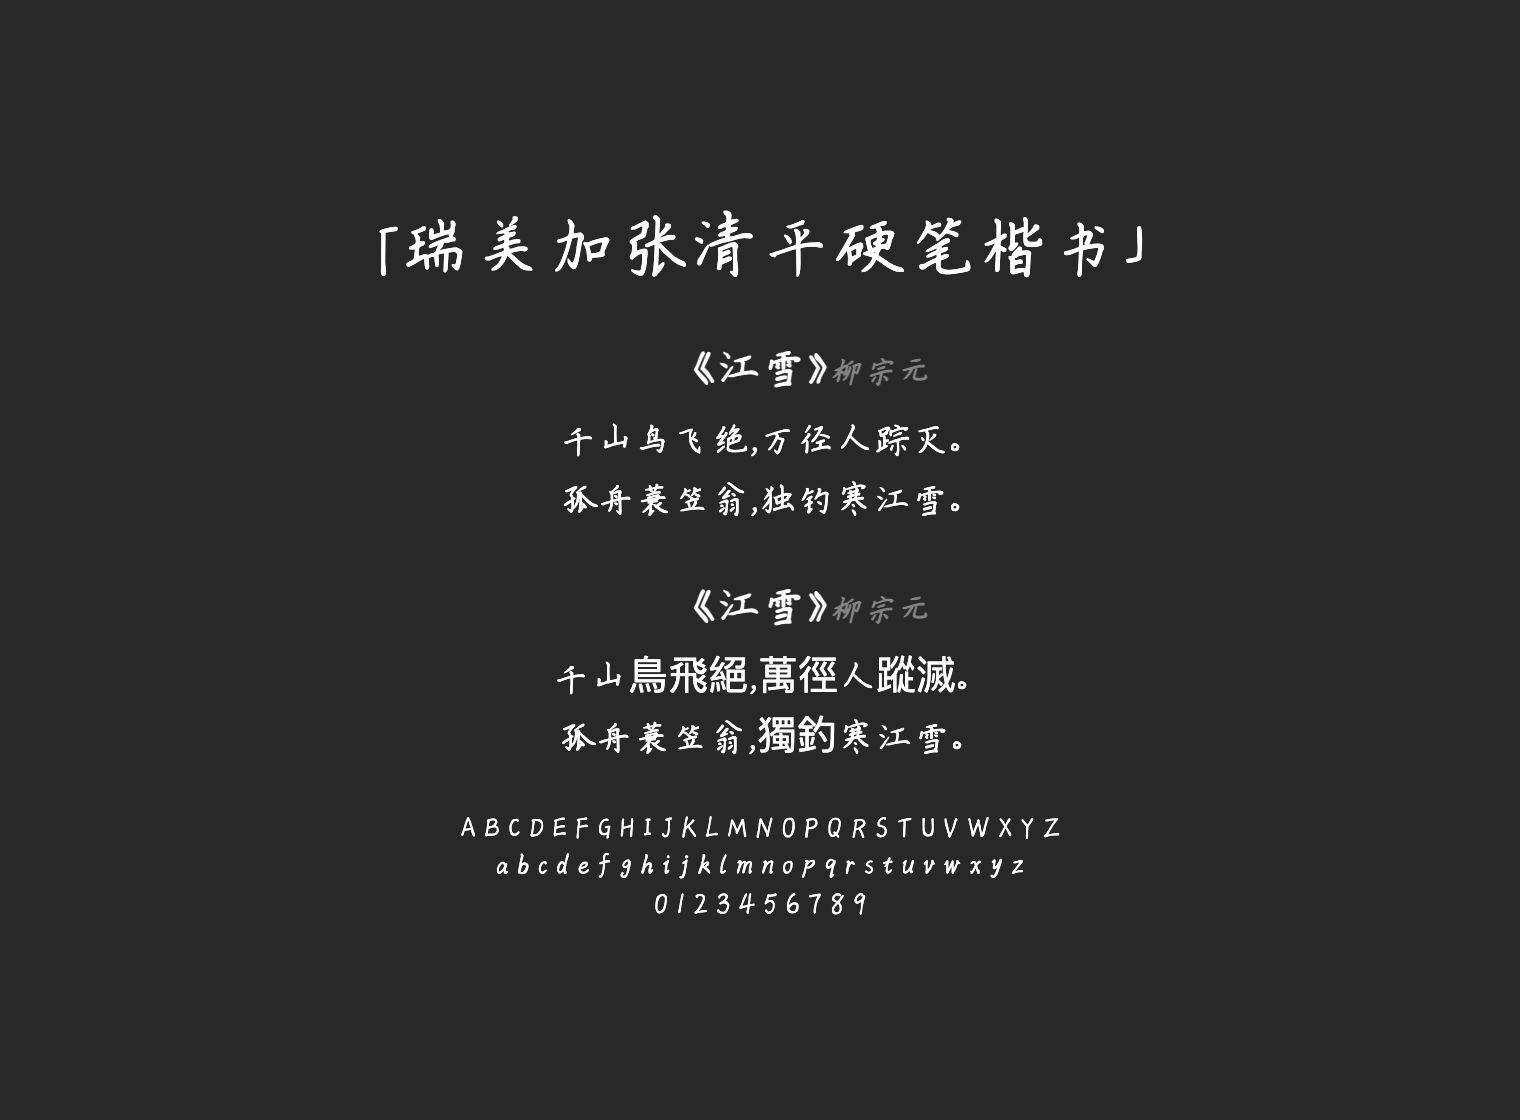 「瑞美加张清平硬笔楷书」
《江雪》柳宗元
千山鸟飞绝,万径人踪灭。
孤舟蓑笠翁,独钓寒江雪。
《江雪》柳宗元
千山鳥飛絕,萬徑人蹤滅。
孤舟蓑笠翁,獨釣寒江雪。
ABCDEFGHIJKLMNOPQRSTUVWXYZ
abcdefghijklmnopqrstuvwxyz
0123456789